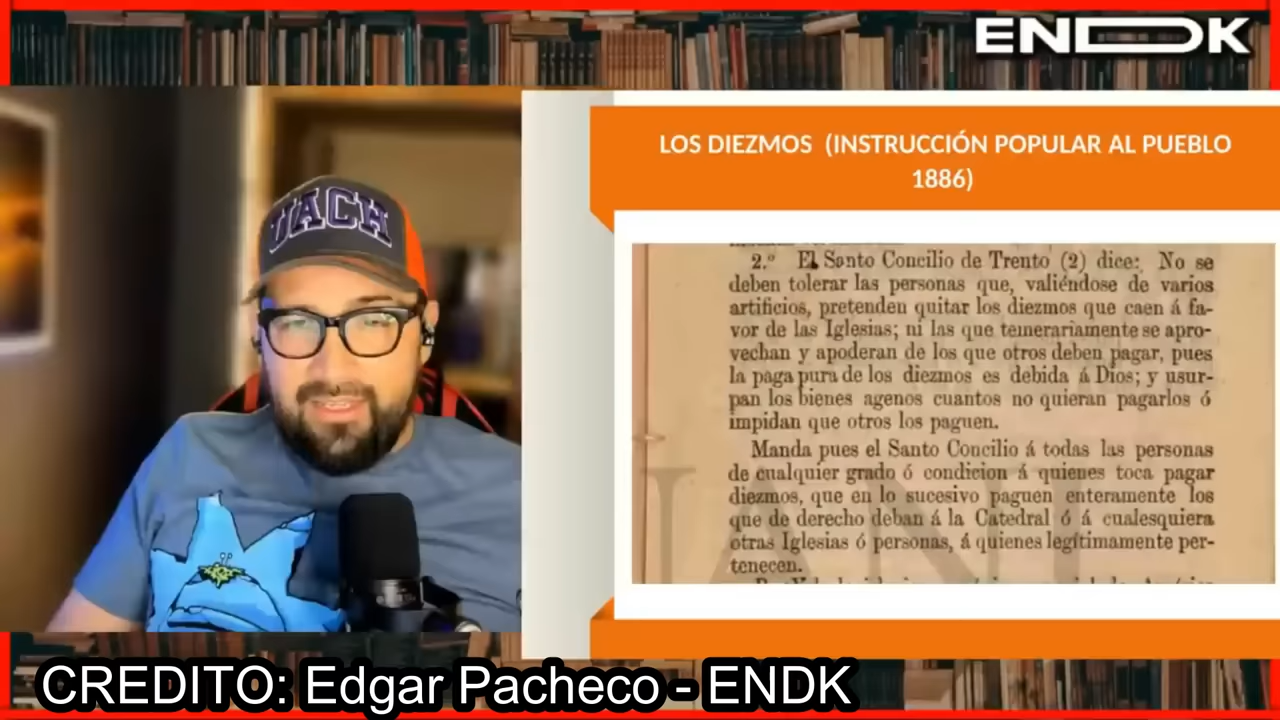 ENDK
UACH
LOS DIEZMOS (INSTRUCCIÓN POPULAR AL PUEBLO
1886)
2.º El Santo Concilio de Trento (2) dice: No se
deben tolerar las personas que, valiéndose de varios
artificios, pretenden quitar los diezmos que caen á fa-
vor de las Iglesias; ni las que temerariamente se apro-
vechan y apoderan de los que otros deben pagar, pues
la paga pura de los diezmos es debida á Dios; y usur-
pan los bienes agenos cuantos no quieran pagarlos ó
impidan que otros los paguen.
Manda pues el Santo Concilio á todas las personas
de cualquier grado ó condicion á quienes toca pagar
diezmos, que en lo sucesivo paguen enteramente los
que de derecho deban á la Catedral ó á cualesquiera
otras Iglesias ó personas, á quienes legítimamente per-
tenecen.
CREDITO: Edgar Pacheco - ENDK